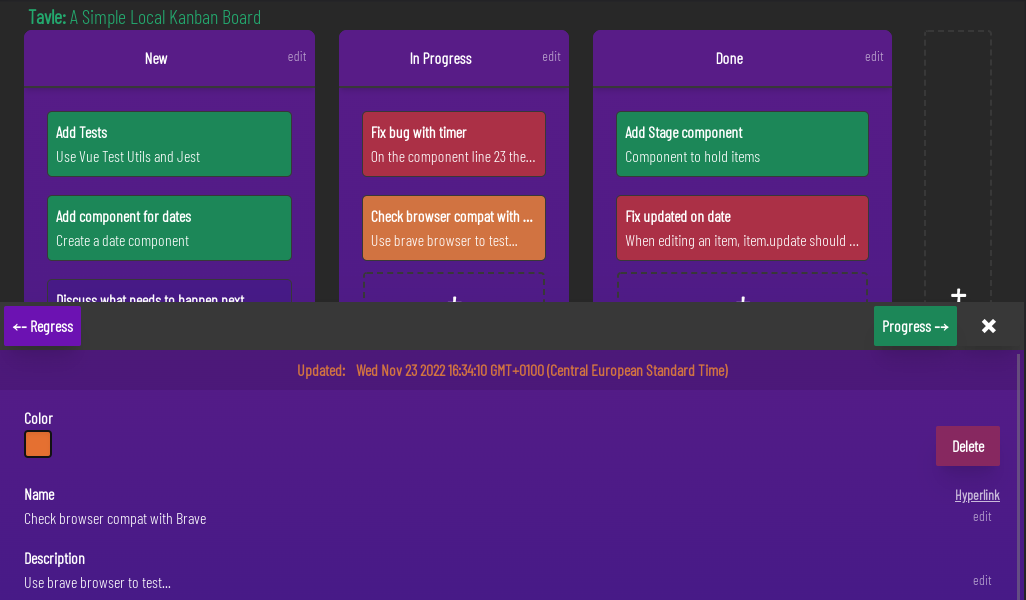 Tavle: A Simple Local Kanban Board
New
edit
In Progress
edit
Done
edit
Add Tests
Use Vue Test Utils and Jest
Fix bug with timer
On the component line 23 the...
Add Stage component
Component to hold items
Add component for dates
Create a date component
Check browser compat with ...
Use brave browser to test...
Fix updated on date
When editing an item, item.update should ...
Discuss what needs to happen next
+
<-- Regress
Progress -->
✖
Updated: Wed Nov 23 2022 16:34:10 GMT+0100 (Central European Standard Time)
Color
Delete
Name
Hyperlink
Check browser compat with Brave
edit
Description
Use brave browser to test...
edit